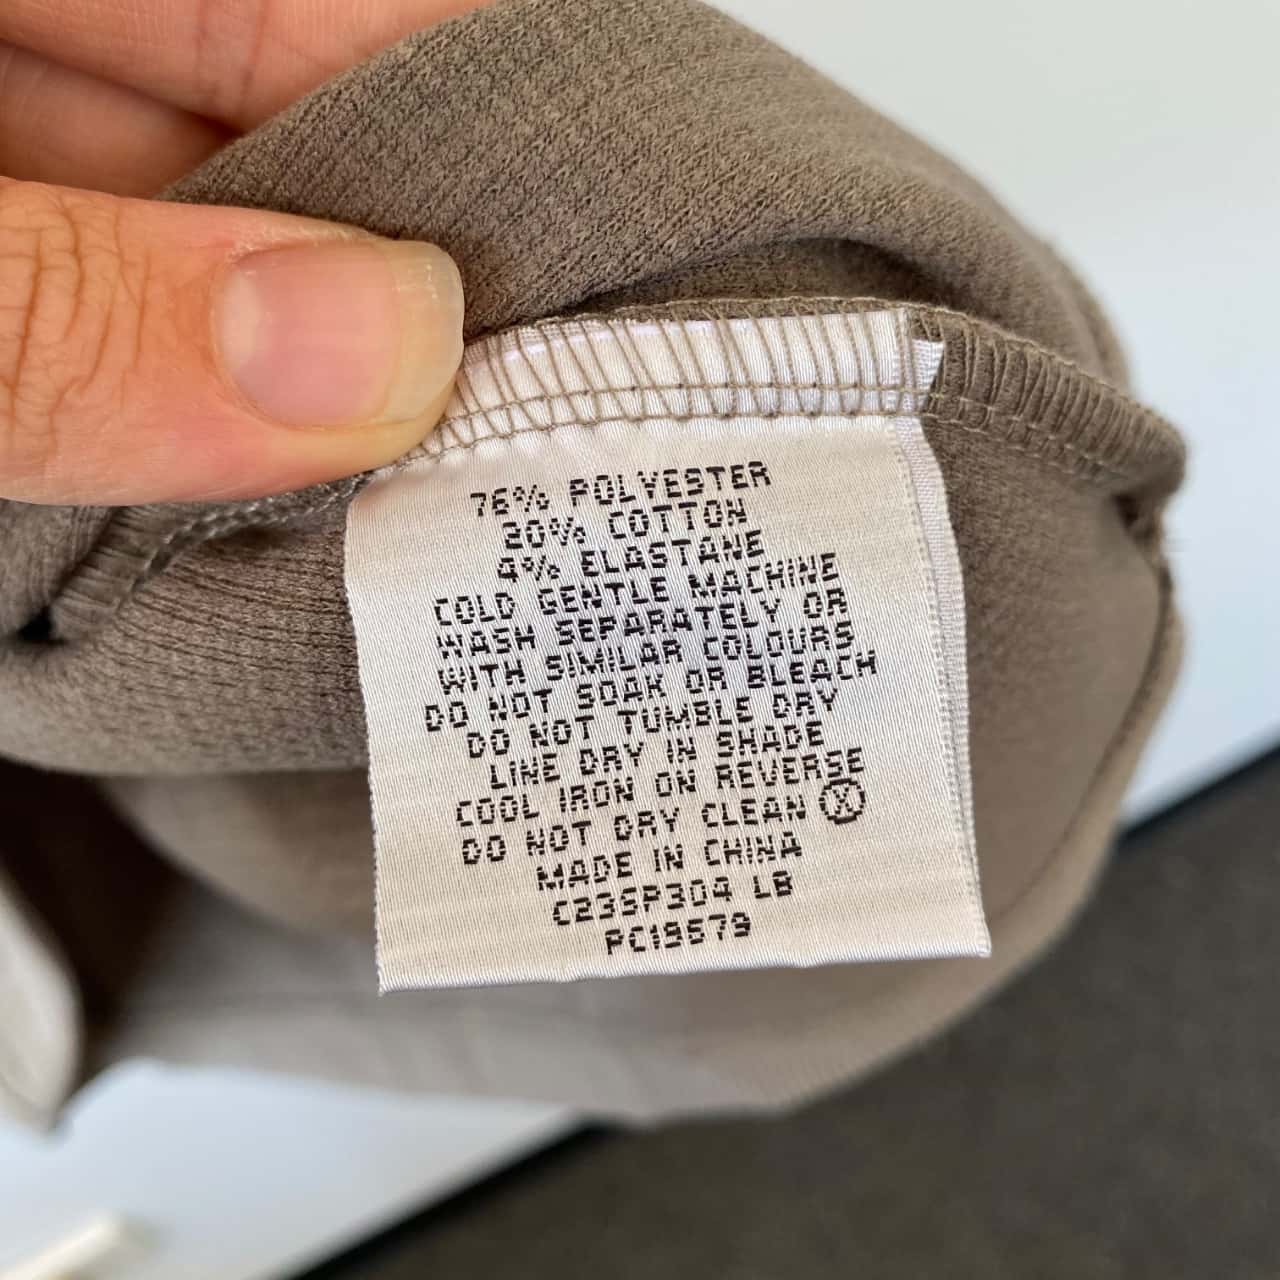 76% POLYESTER
20% COTTON
4% ELASTANE
COLD GENTLE MACHINE
WASH SEPARATELY OR
WITH SIMILAR COLOURS
DO NOT SOAK OR BLEACH
DO NOT TUMBLE DRY
LINE DRY IN SHADE
COOL IRON ON REVERSE
DO NOT DRY CLEAN Ⓧ
MADE IN CHINA
C23SP304 LB
PC19679